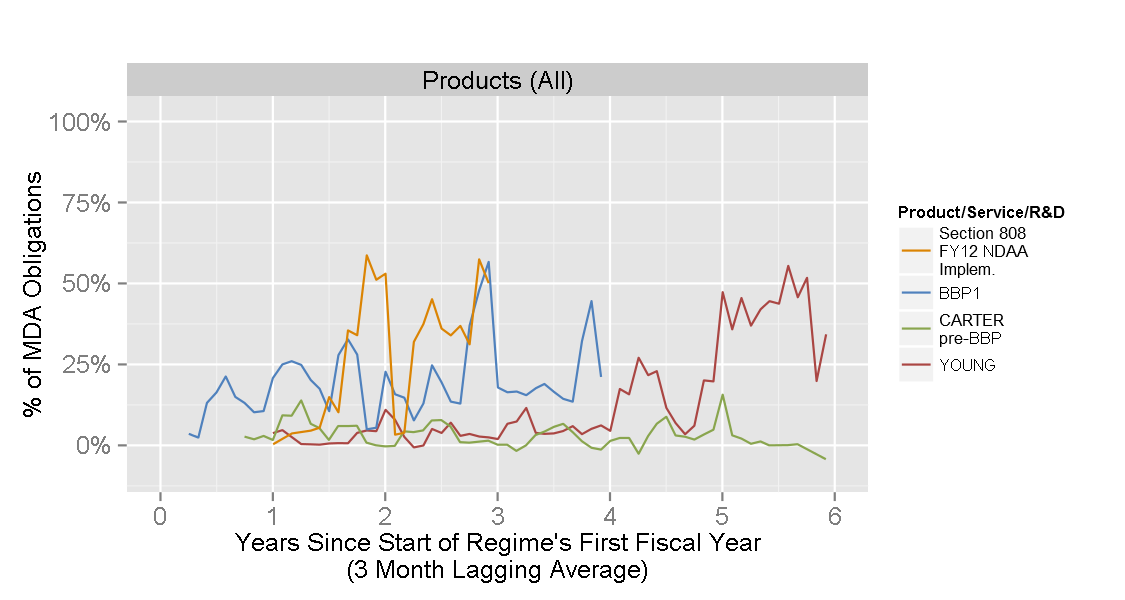 Products (All)
100%
75%
50%
25%
0%
% of MDA Obligations
0 1 2 3 4 5 6
Years Since Start of Regime's First Fiscal Year
(3 Month Lagging Average)
Product/Service/R&D
Section 808
FY12 NDAA
Implem.
BBP1
CARTER
pre-BBP
YOUNG